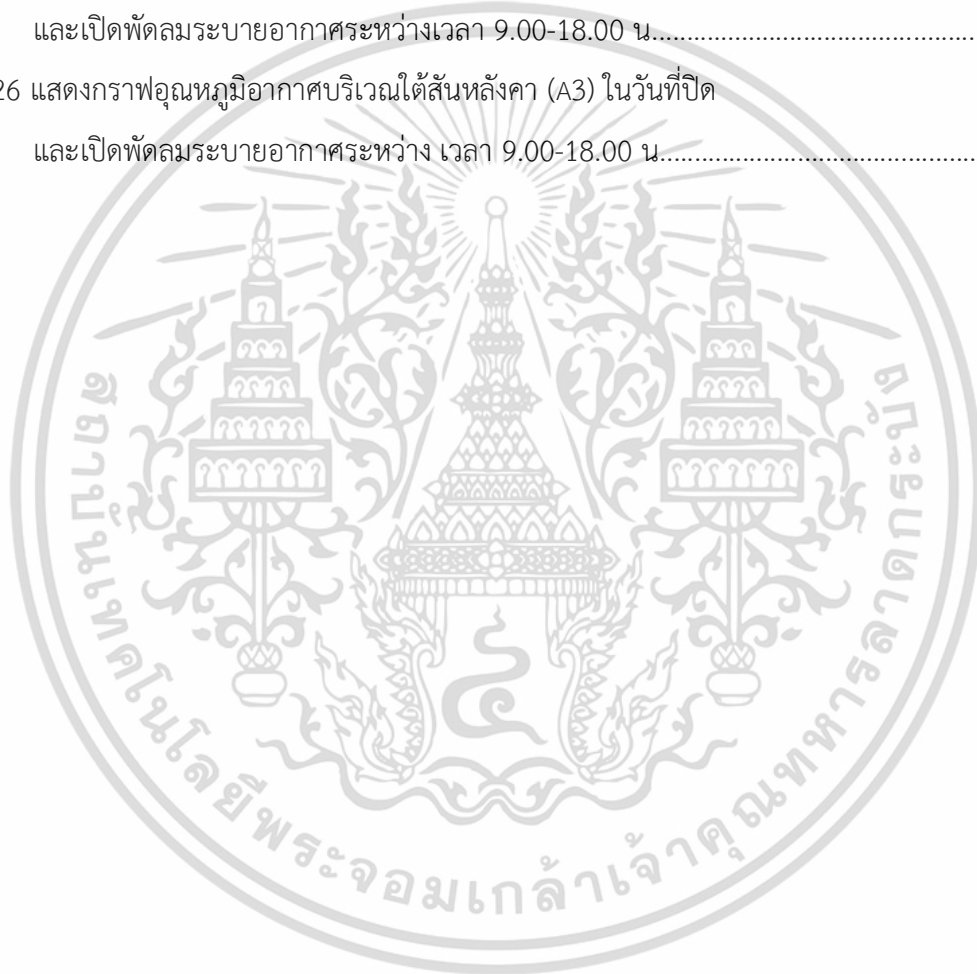 และเปิดพัดลมระบายอากาศระหว่างเวลา 9.00-18.00 น.....................................................
26 แสดงกราฟอุณหภูมิอากาศบริเวณใต้สันหลังคา (A3) ในวันที่ปิด
และเปิดพัดลมระบายอากาศระหว่าง เวลา 9.00-18.00 น....................................................
๔
สถาบันเทคโนโลยีพระจอมเกล้าเจ้าคุณทหารลาดกระบัง